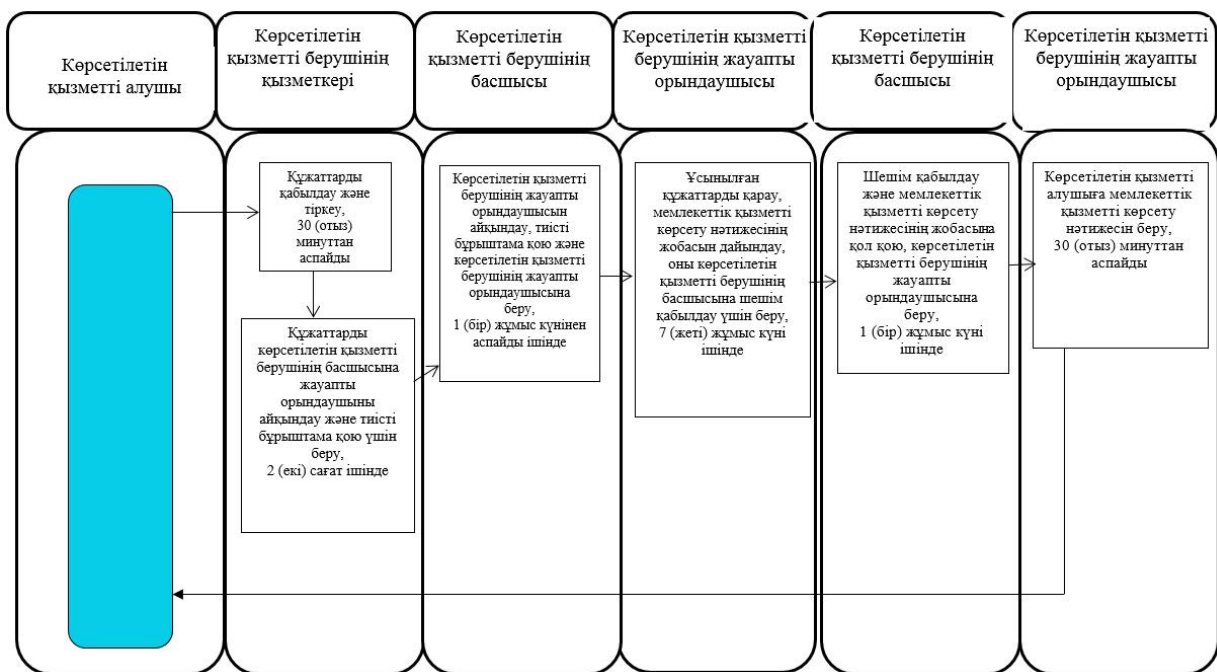 Көрсетілетін
қызметті алушы
Көрсетілетін
қызметті берушінің
қызметкері
Көрсетілетін
қызметті берушінің
басшысы
Көрсетілетін қызметті
берушінің жауапты
орындаушысы
Көрсетілетін
қызметті берушінің
басшысы
Көрсетілетін қызметті
берушінің жауапты
орындаушысы
Құжаттарды
қабылдау және
тіркеу,
30 (отыз)
минуттан
аспайды
Құжаттарды
көрсетілетін қызметті
берушінің басшысына
жауапты
орындаушыны
айқындау және тиісті
бұрыштама қою үшін
беру,
2 (екі) сағат ішінде
Көрсетілетін қызметті
берушінің жауапты
орындаушысын
айқындау, тиісті
бұрыштама қою және
көрсетілетін қызметті
берушінің жауапты
орындаушысына
беру,
1 (бір) жұмыс күнінен
аспайды ішінде
Ұсынылған
құжаттарды қарау,
мемлекеттік қызметті
көрсету нәтижесінің
жобасын дайындау,
оны көрсетілетін
қызметті берушінің
басшысына шешім
қабылдау үшін беру,
7 (жеті) жұмыс күні
ішінде
Шешім қабылдау
және мемлекеттік
қызметті көрсету
нәтижесінің жобасына
қол қою, көрсетілетін
қызметті берушінің
жауапты
орындаушысына
беру,
1 (бір) жұмыс күні
ішінде
Көрсетілетін қызметті
алушыға мемлекеттік
қызметті көрсету
нәтижесін беру,
30 (отыз) минуттан
аспайды